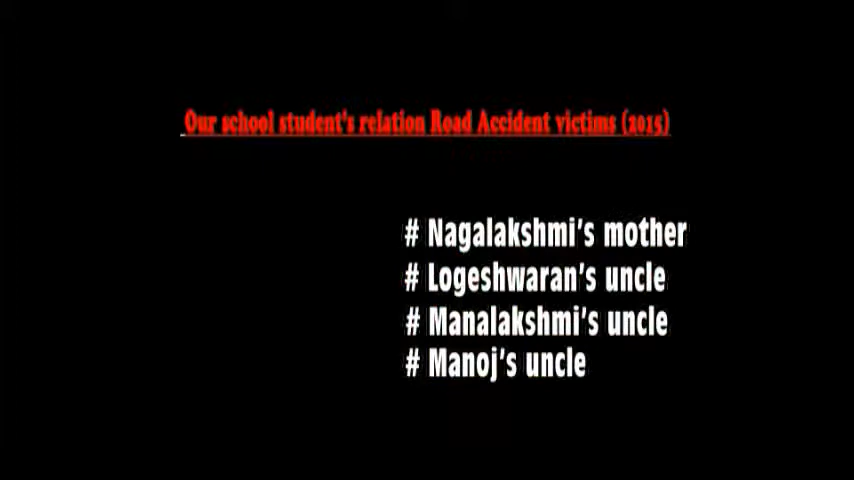 Our school student's relation Road Accident victims (2015)
# Nagalakshmi's mother
# Logeshwaran's uncle
# Manalakshmi's uncle
# Manoj's uncle